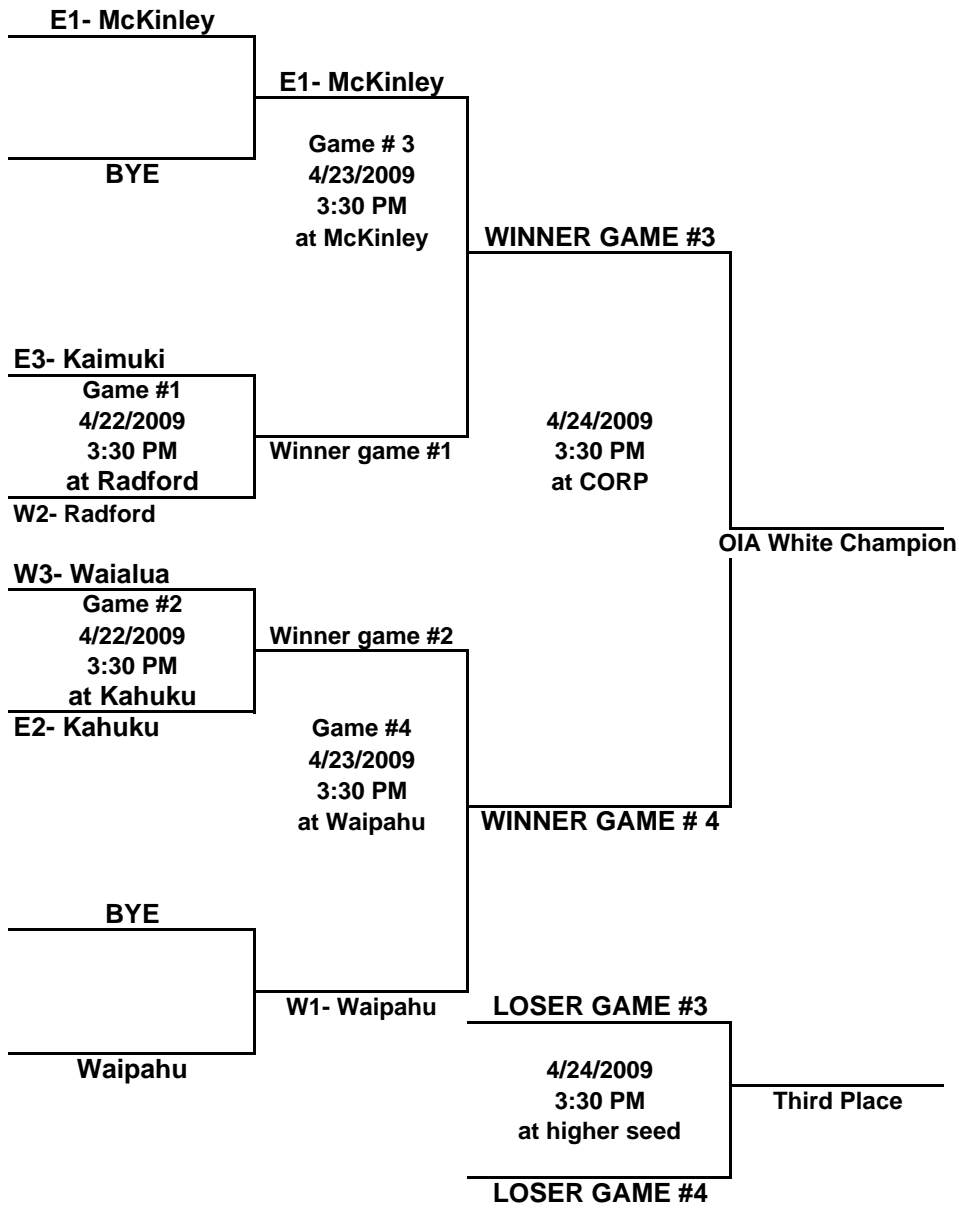 E1- McKinley
E1- McKinley
BYE
Game # 3
4/23/2009
3:30 PM
at McKinley
WINNER GAME #3
E3- Kaimuki
Game #1
4/22/2009
3:30 PM
at Radford
W2- Radford
Winner game #1
4/24/2009
3:30 PM
at CORP
OIA White Champion
W3- Waialua
Game #2
4/22/2009
3:30 PM
at Kahuku
E2- Kahuku
Winner game #2
Game #4
4/23/2009
3:30 PM
at Waipahu
WINNER GAME # 4
BYE
W1- Waipahu
Waipahu
LOSER GAME #3
4/24/2009
3:30 PM
at higher seed
Third Place
LOSER GAME #4